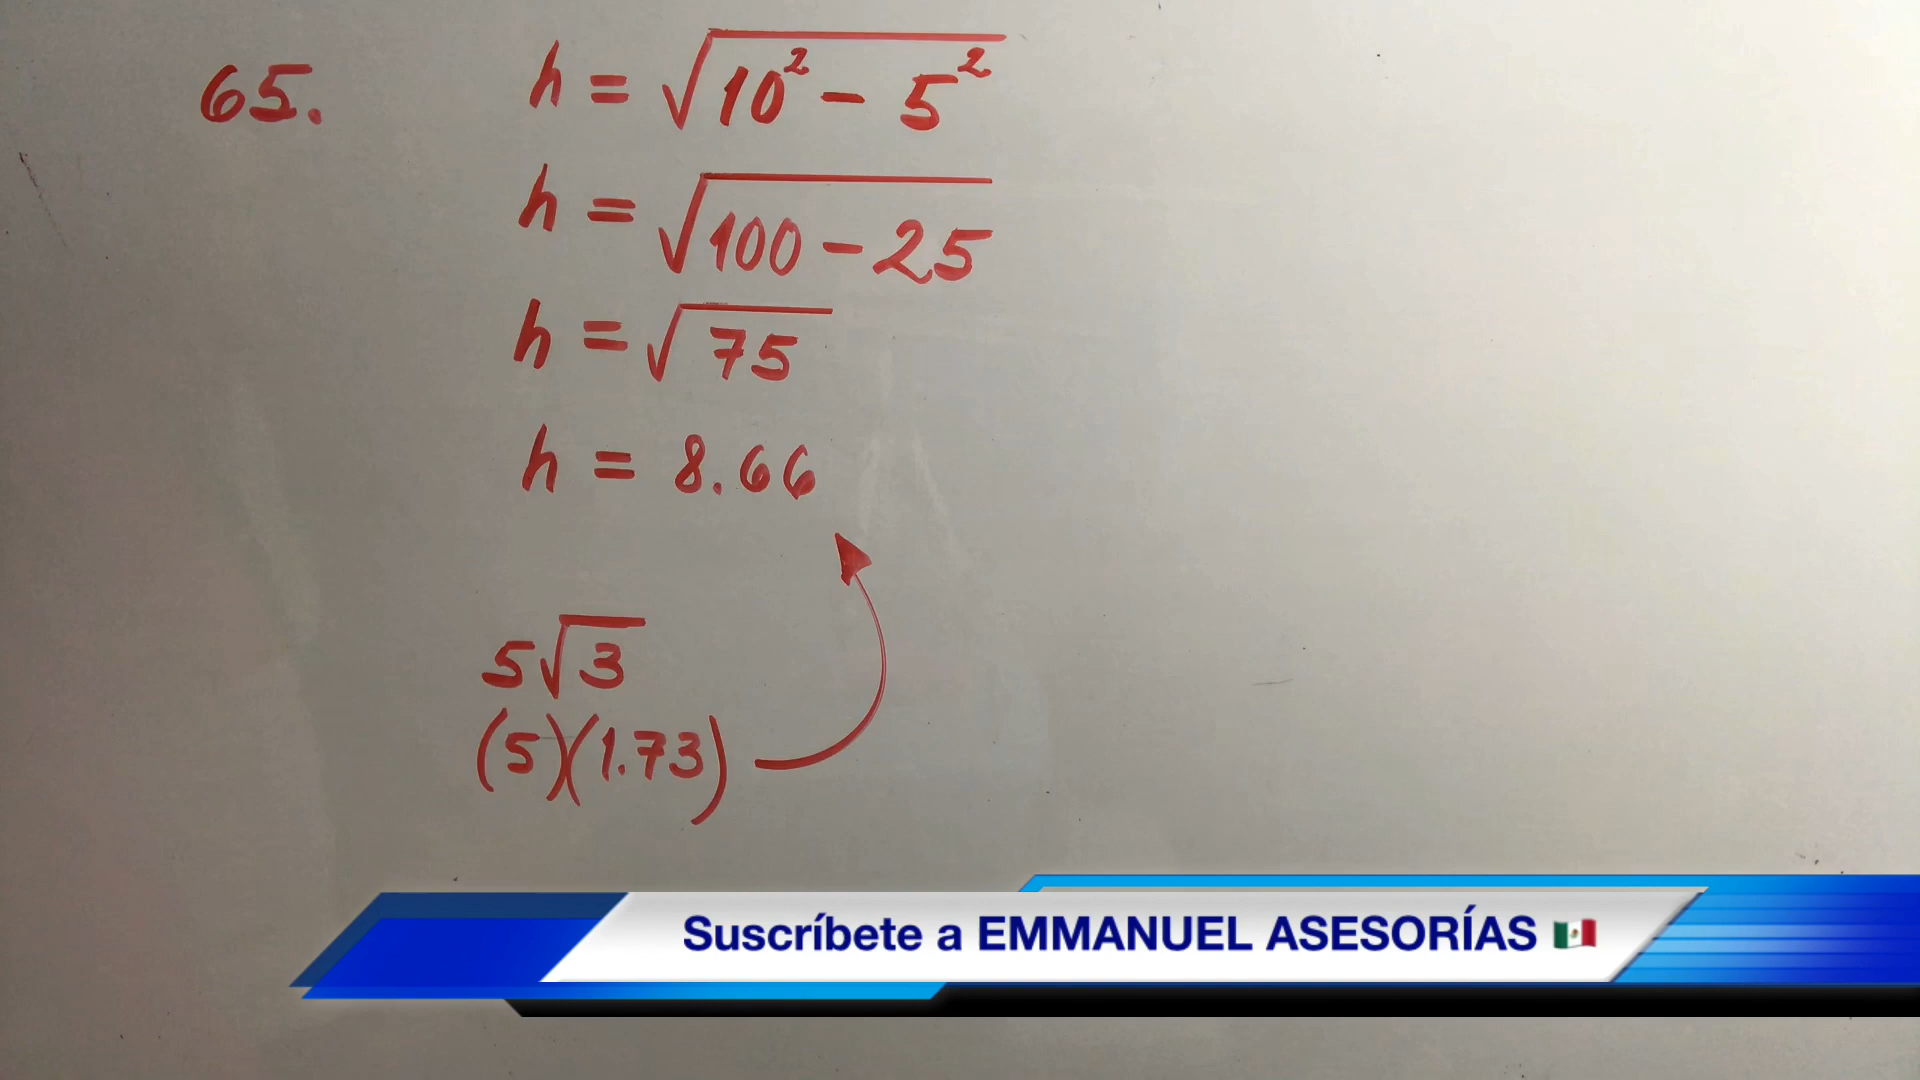 65.
h = √10² - 5²
h = √100 - 25
h = √75
h = 8.66
5√3
(5)(1.73)
Suscríbete a EMMANUEL ASESORÍAS 🇲🇽